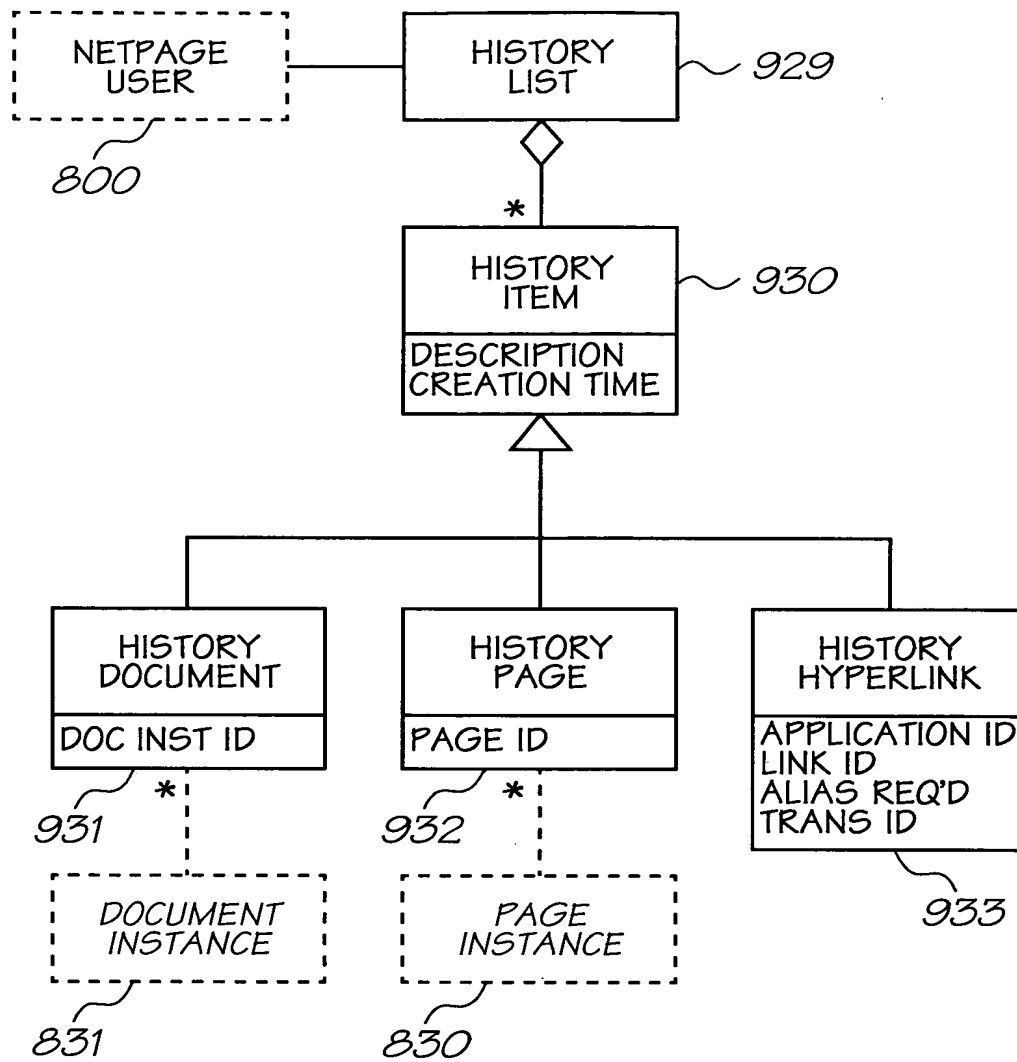 NETPAGE
USER
HISTORY
LIST
929
800
*
HISTORY
ITEM
930
DESCRIPTION
CREATION TIME
HISTORY
DOCUMENT
DOC INST ID
HISTORY
PAGE
PAGE ID
HISTORY
HYPERLINK
APPLICATION ID
LINK ID
ALIAS REQ'D
TRANS ID
931
*
932
*
933
DOCUMENT
INSTANCE
PAGE
INSTANCE
831
830